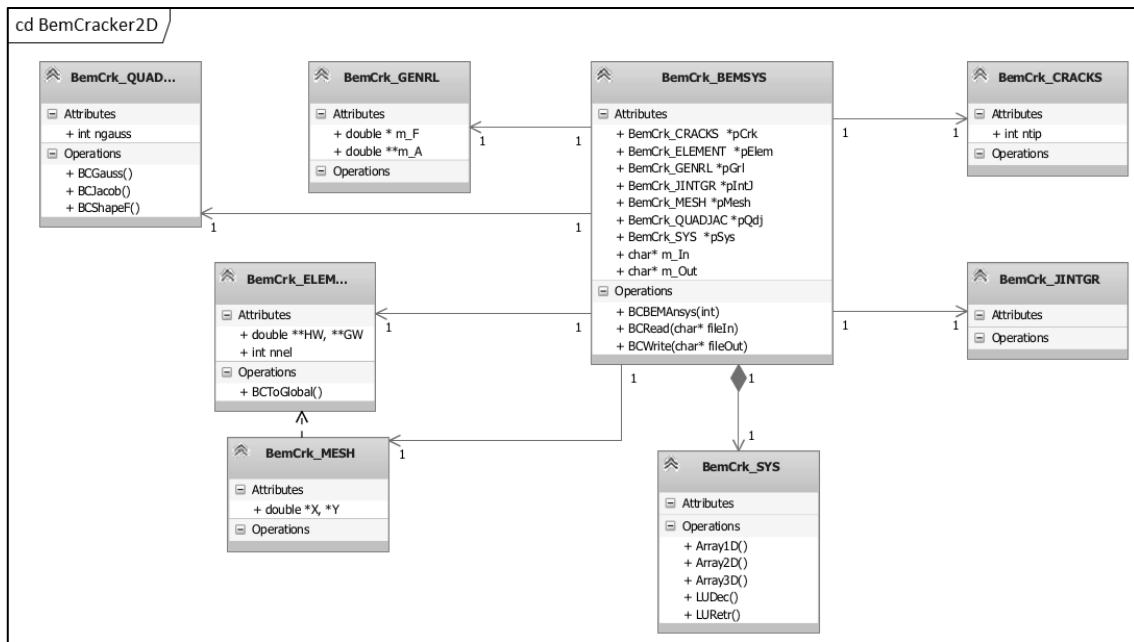 cd BemCracker2D
BemCrk_QUAD...
Attributes
+ int ngauss
Operations
+ BCGauss()
+ BCJacob()
+ BCShapeF()
BemCrk_GENRL
Attributes
+ double * m_F
+ double **m_A
Operations
BemCrk_BEMSYS
Attributes
+ BemCrk_CRACKS *pCrk
+ BemCrk_ELEMENT *pElem
+ BemCrk_GENRL *pGrl
+ BemCrk_JINTGR *pIntJ
+ BemCrk_MESH *pMesh
+ BemCrk_QUADJAC *pQdj
+ BemCrk_SYS *pSys
+ char* m_In
+ char* m_Out
Operations
+ BCBEMAnsys(int)
+ BCRead(char* fileIn)
+ BCWrite(char* fileOut)
BemCrk_CRACKS
Attributes
+ int ntip
Operations
1 1
1 1
1 1
BemCrk_ELEM...
Attributes
+ double **HW, **GW
+ int nnel
Operations
+ BCToGlobal()
1 1
BemCrk_JINTGR
Attributes
Operations
1 1
BemCrk_MESH
Attributes
+ double *X, *Y
Operations
1 1
BemCrk_SYS
Attributes
Operations
+ Array1D()
+ Array2D()
+ Array3D()
+ LUDec()
+ LURetr()
1
1